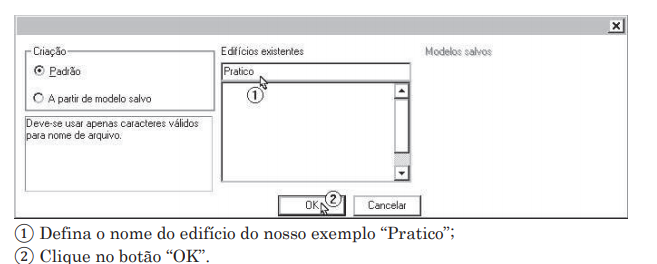 Criação
Edifícios existentes
Modelos salvos
Padrão
Pratico
A partir de modelo salvo
①
Deve-se usar apenas caracteres válidos
para nome de arquivo.
OK ②
Cancelar
① Defina o nome do edifício do nosso exemplo “Pratico”;
② Clique no botão “OK”.